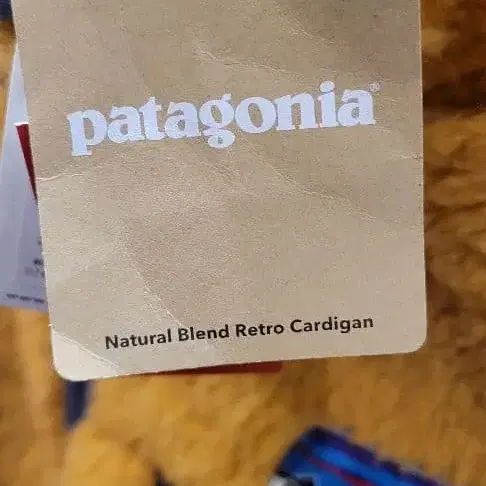 patagonia®
Natural Blend Retro Cardigan